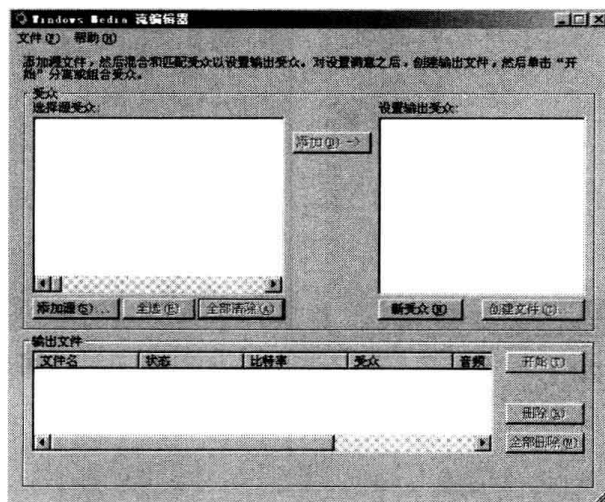 Windows Media 流编辑器
文件(F) 帮助(H)
添加源文件，然后混合和匹配受众以设置输出受众。对设置满意之后，创建输出文件，然后单击“开
始”分离或组合受众。
受众
选择源受众:
设置输出受众:
添加(D) ->
添加源(S)...
全选(E)
全部清除(A)
新受众(N)
创建文件(C)...
输出文件
文件名 状态 比特率 受众 音频
开始(T)
删除(R)
全部删除(M)